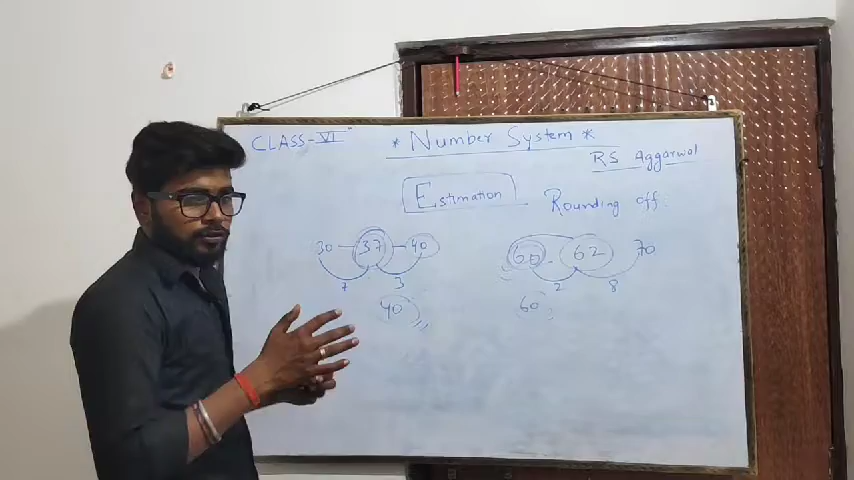 CLASS-VI
* Number System *
RS Aggarwal
Estimation
Rounding off:
30 - 37 - 40
7 3
40
60 - 62 70
2 8
60